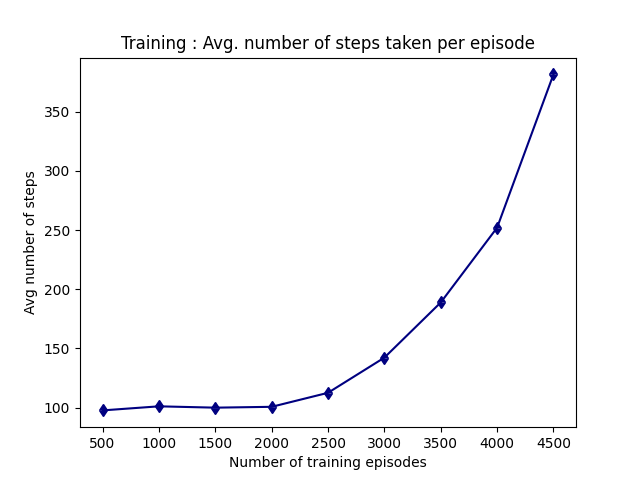 Training : Avg. number of steps taken per episode
Avg number of steps
350
300
250
200
150
100
500 1000 1500 2000 2500 3000 3500 4000 4500
Number of training episodes